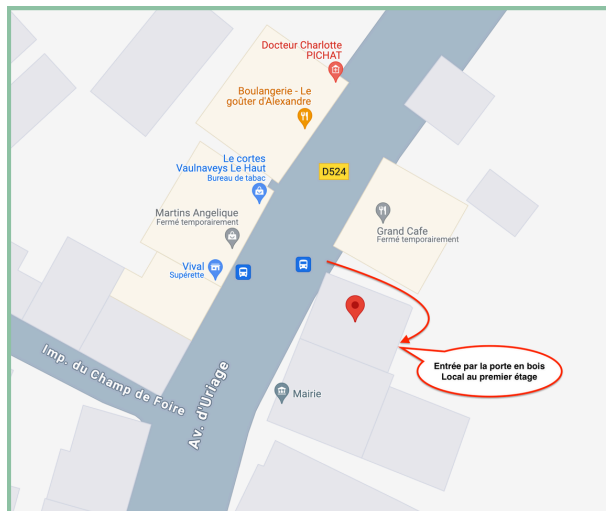 Docteur Charlotte
PICHAT
Boulangerie - Le
goûter d'Alexandre
Le cortes
Vaulnaveys Le Haut
Bureau de tabac
D524
Martins Angelique
Fermé temporairement
Grand Cafe
Fermé temporairement
Vival
Supérette
Imp. du Champ de Foire
Av. d'Uriage
Mairie
Entrée par la porte en bois
Local au premier étage